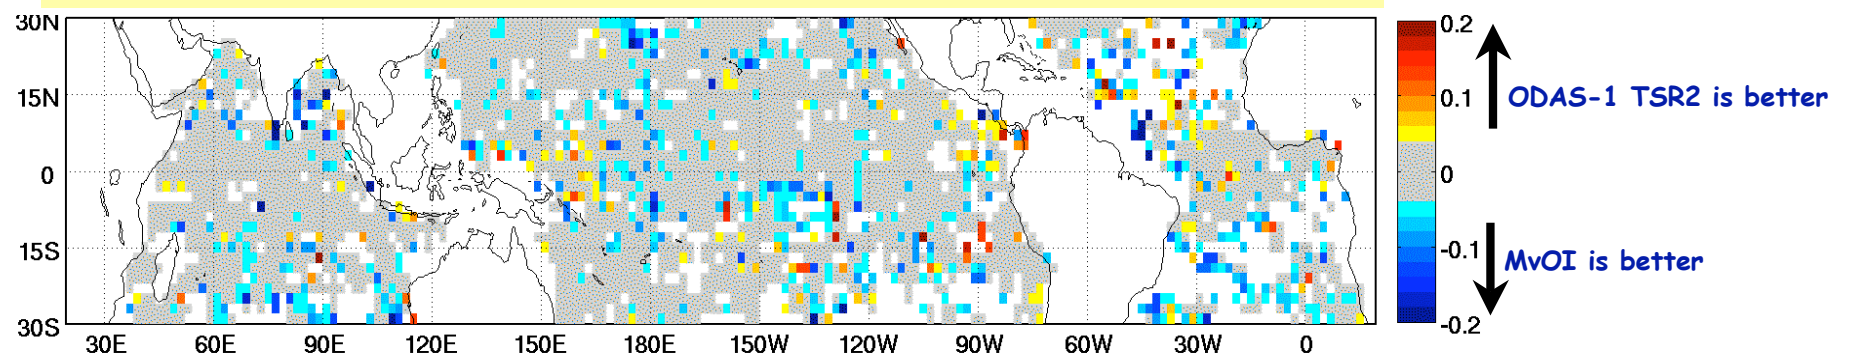 30N
15N
0
15S
30S
30E 60E 90E 120E 150E 180E 150W 120W 90W 60W 30W 0
0.2
0.1
0
-0.1
-0.2
ODAS-1 TSR2 is better
MvOI is better